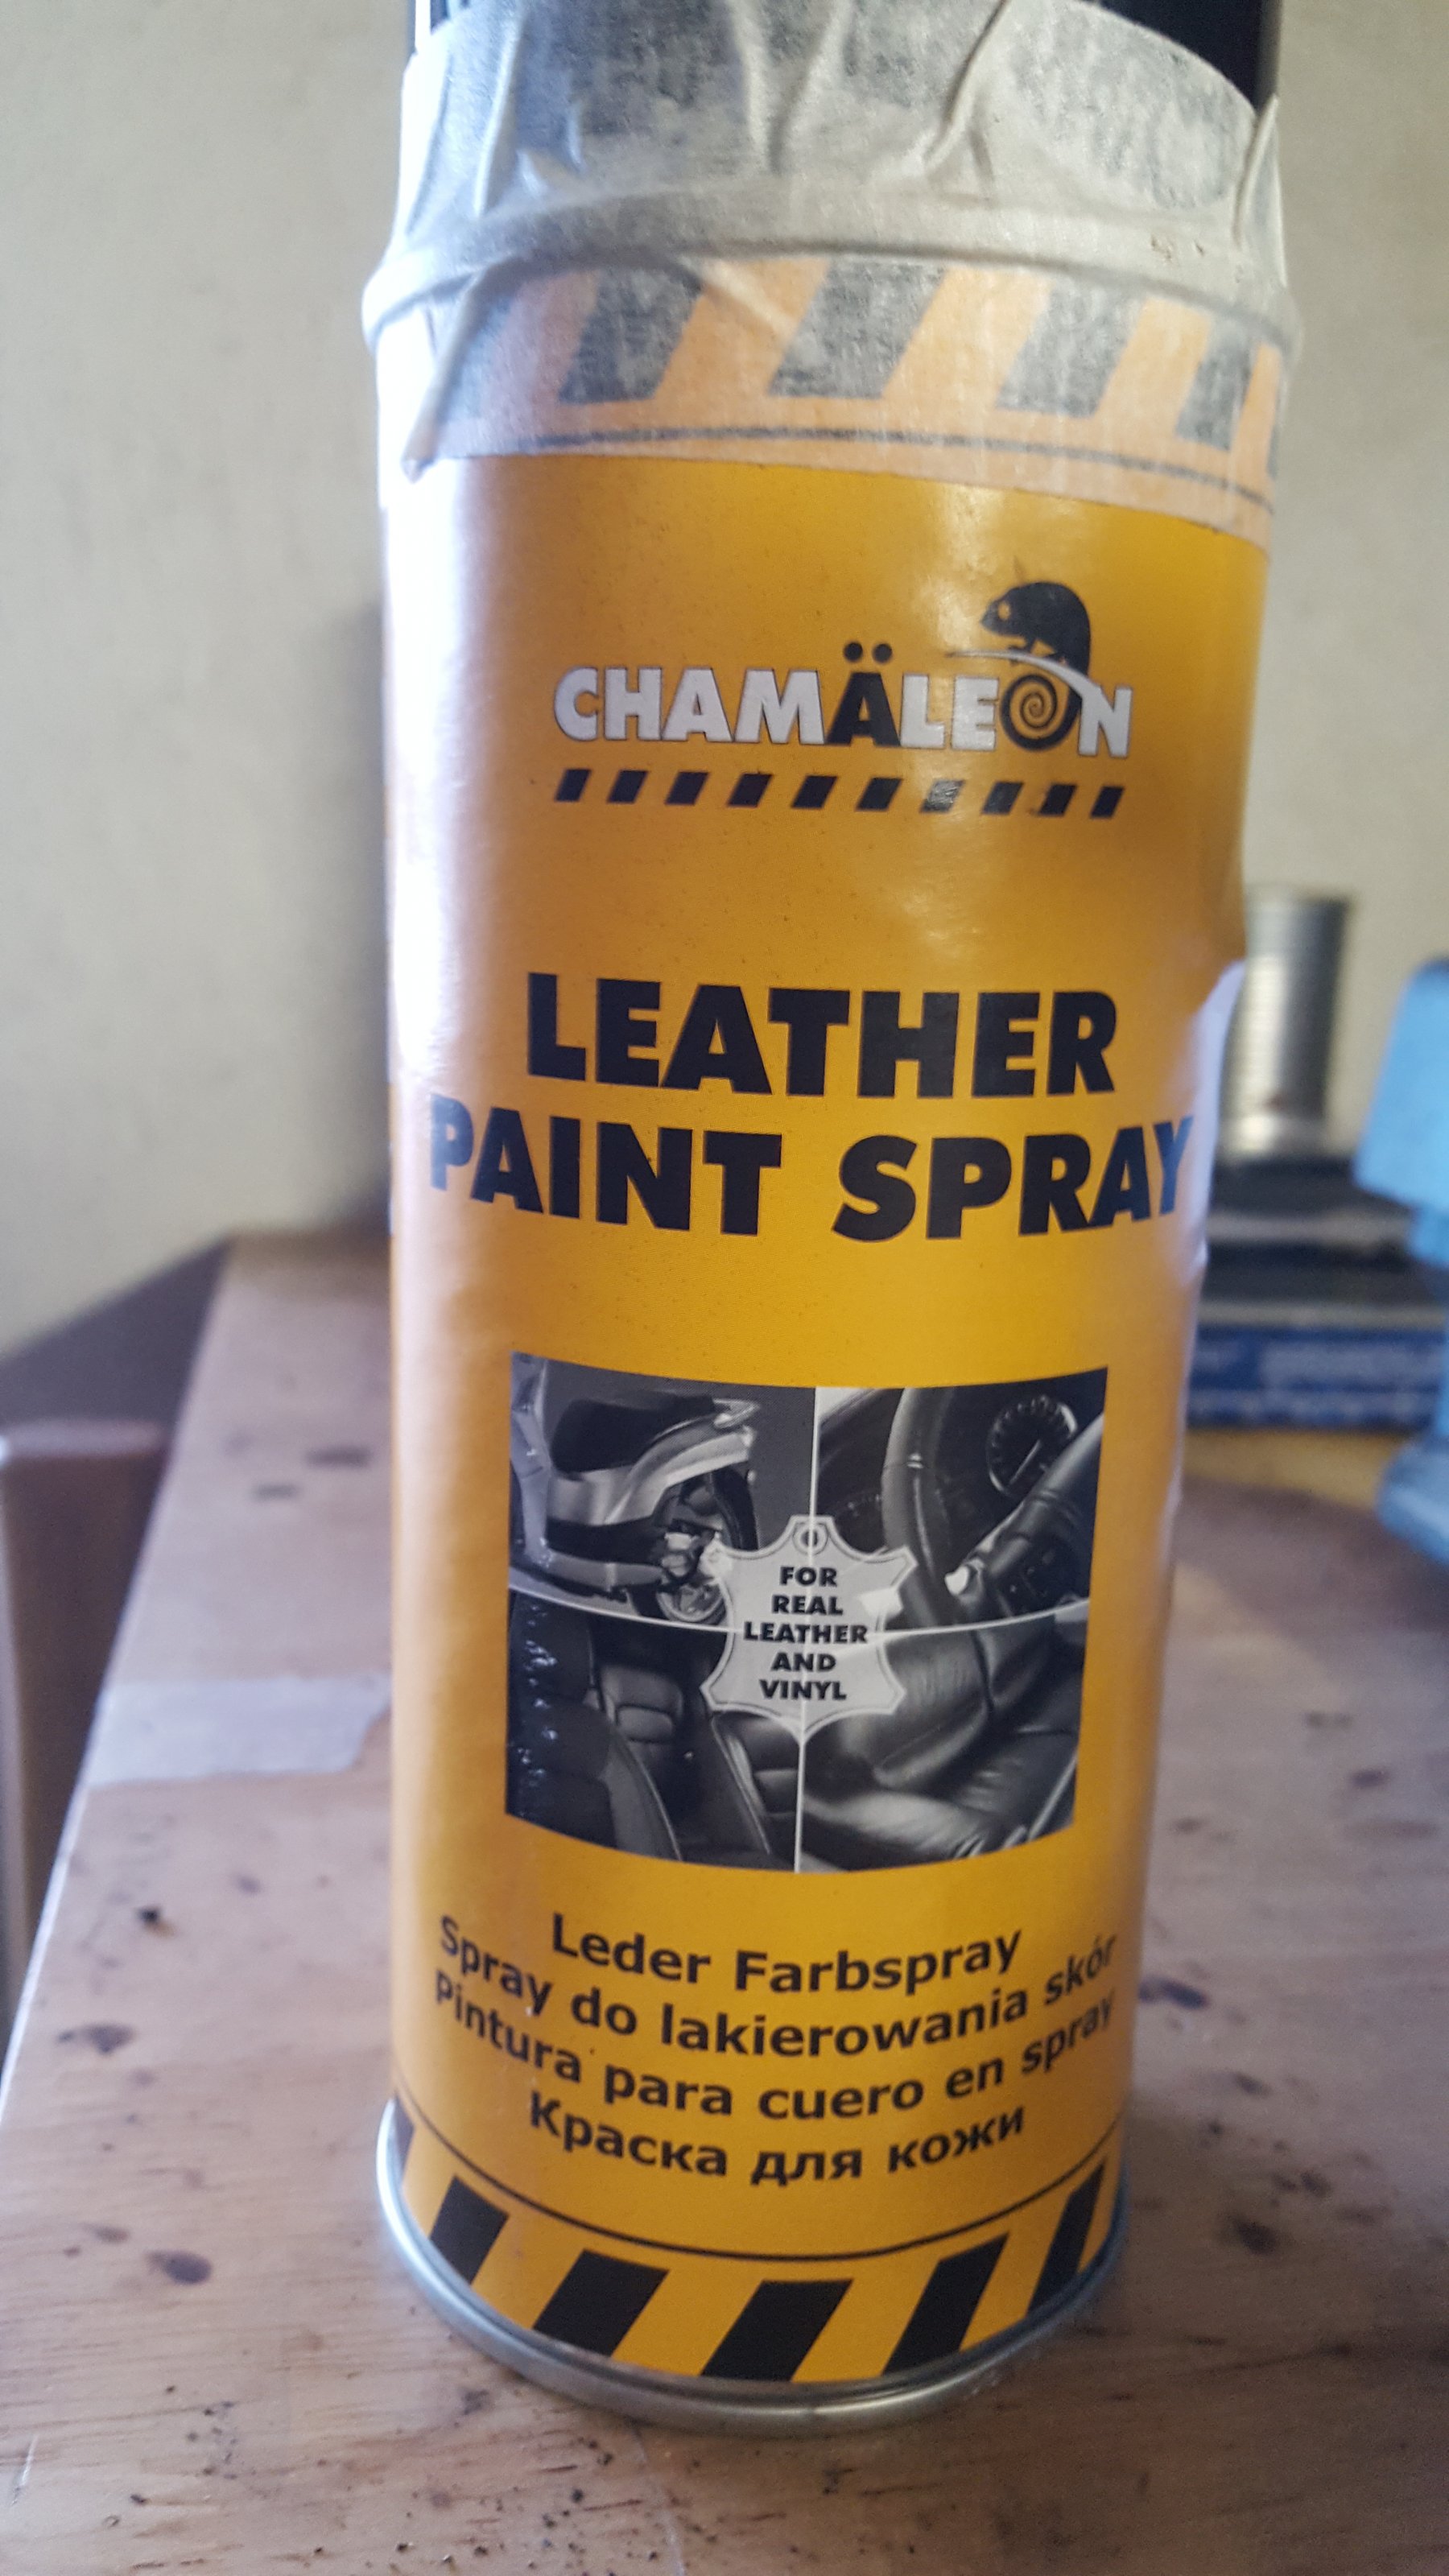 CHAMÄLEON
LEATHER
PAINT SPRAY
FOR
REAL
LEATHER
AND
VINYL
Leder Farbspray
Spray do lakierowania skór
Pintura para cuero en spray
Краска для кожи